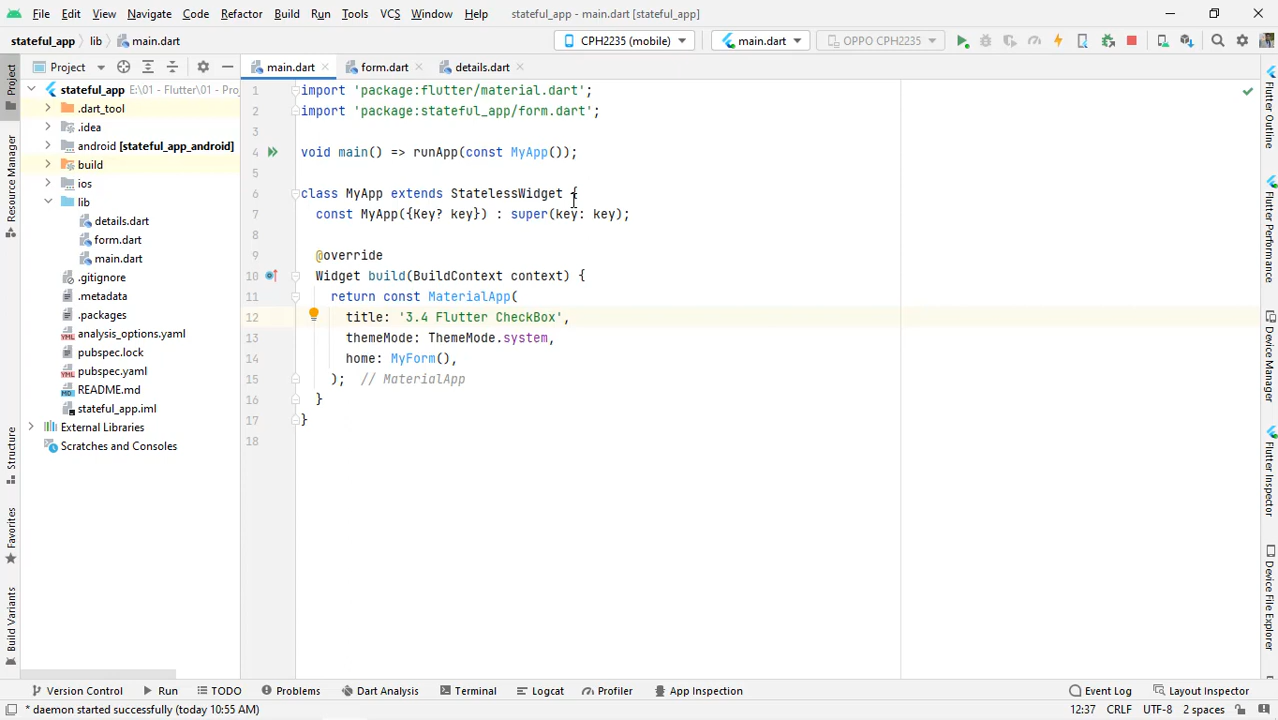 File Edit View Navigate Code Refactor Build Run Tools VCS Window Help stateful_app - main.dart [stateful_app]
stateful_app lib main.dart CPH2235 (mobile) main.dart OPPO CPH2235
Project main.dart form.dart details.dart
stateful_app E:\01 - Flutter\01 - Pro
.dart_tool
.idea
android [stateful_app_android]
build
ios
lib
details.dart
form.dart
main.dart
.gitignore
.metadata
.packages
analysis_options.yaml
pubspec.lock
pubspec.yaml
README.md
stateful_app.iml
External Libraries
Scratches and Consoles
1 import 'package:flutter/material.dart';
2 import 'package:stateful_app/form.dart';
3
4 void main() => runApp(const MyApp());
5
6 class MyApp extends StatelessWidget {
7 const MyApp({Key? key}) : super(key: key);
8
9 @override
10 Widget build(BuildContext context) {
11 return const MaterialApp(
12 title: '3.4 Flutter CheckBox',
13 themeMode: ThemeMode.system,
14 home: MyForm(),
15 ); // MaterialApp
16 }
17 }
18
Project
Resource Manager
Structure
Favorites
Build Variants
Flutter Outline
Flutter Performance
Device Manager
Flutter Inspector
Device File Explorer
Version Control Run TODO Problems Dart Analysis Terminal Logcat Profiler App Inspection Event Log Layout Inspector
* daemon started successfully (today 10:55 AM) 12:37 CRLF UTF-8 2 spaces